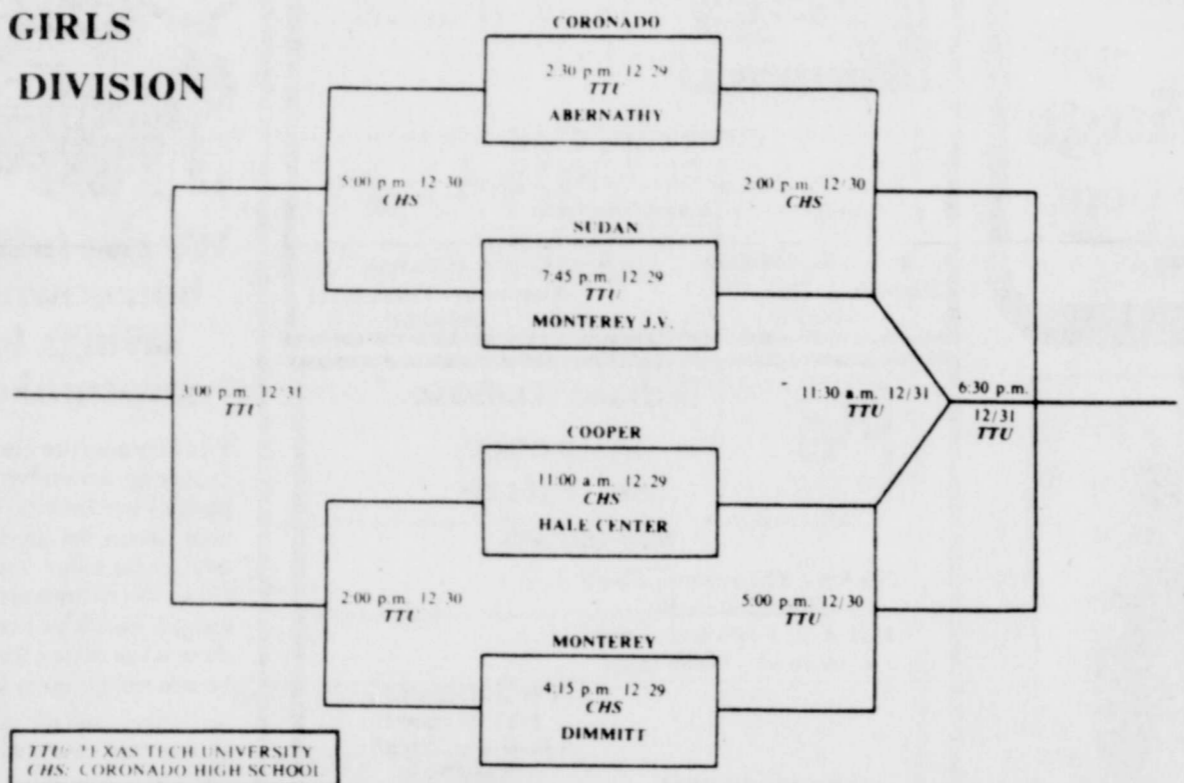 GIRLS
DIVISION
CORONADO
2:30 p.m. 12 29
TTU
ABERNATHY
5:00 p.m. 12 30
CHS
2:00 p.m. 12/30
CHS
SUDAN
7:45 p.m. 12 29
TTU
MONTEREY J.V.
3:00 p.m. 12 31
TTU
11:30 a.m. 12/31
TTU
6:30 p.m.
12/31
TTU
COOPER
11:00 a.m. 12 29
CHS
HALE CENTER
2:00 p.m. 12 30
TTU
5:00 p.m. 12/30
TTU
MONTEREY
4:15 p.m. 12 29
CHS
DIMMITT
TTU: TEXAS TECH UNIVERSITY
CHS: CORONADO HIGH SCHOOL